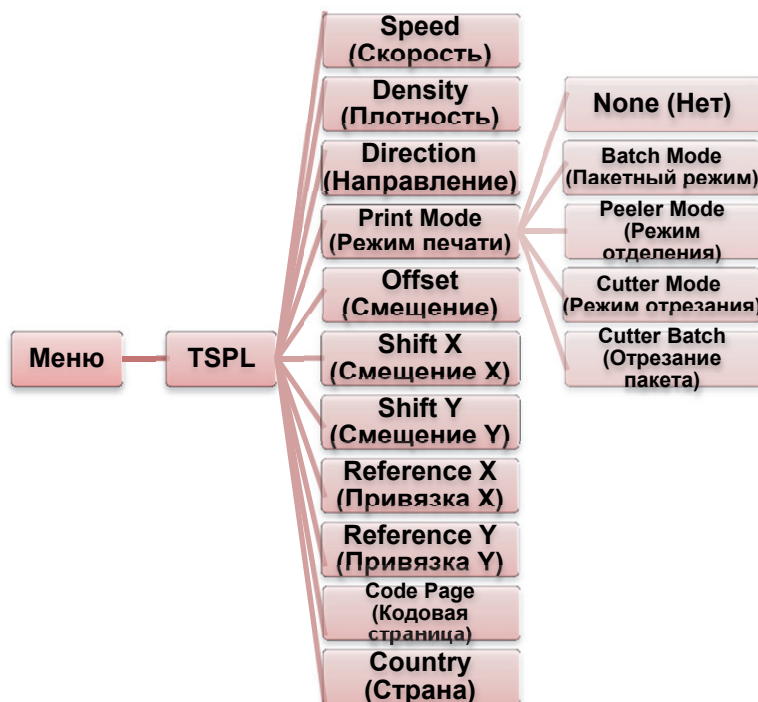 Speed
(Скорость)
Density
(Плотность)
Direction
(Направление)
Print Mode
(Режим печати)
Offset
(Смещение)
Shift X
(Смещение X)
Shift Y
(Смещение Y)
Reference X
(Привязка X)
Reference Y
(Привязка Y)
Code Page
(Кодовая
страница)
Country
(Страна)
None (Нет)
Batch Mode
(Пакетный режим)
Peeler Mode
(Режим
отделения)
Cutter Mode
(Режим отрезания)
Cutter Batch
(Отрезание
пакета)
Меню
TSPL